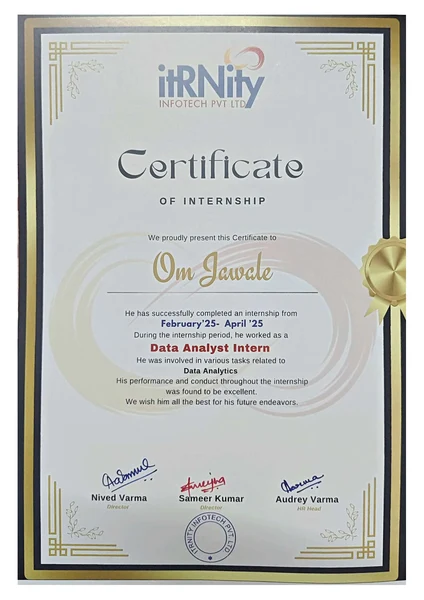 itRNity
INFOTECH PVT LTD
Certificate
OF INTERNSHIP
We proudly present this Certificate to
Om Jawale
He has successfully completed an internship from
February'25- April '25
During the internship period, he worked as a
Data Analyst Intern
He was involved in various tasks related to
Data Analytics
His performance and conduct throughout the internship
was found to be excellent.
We wish him all the best for his future endeavors.
Nived Varma
Director
Sameer Kumar
Director
Audrey Varma
HR Head
ITRNITY INFOTECH PVT. LTD